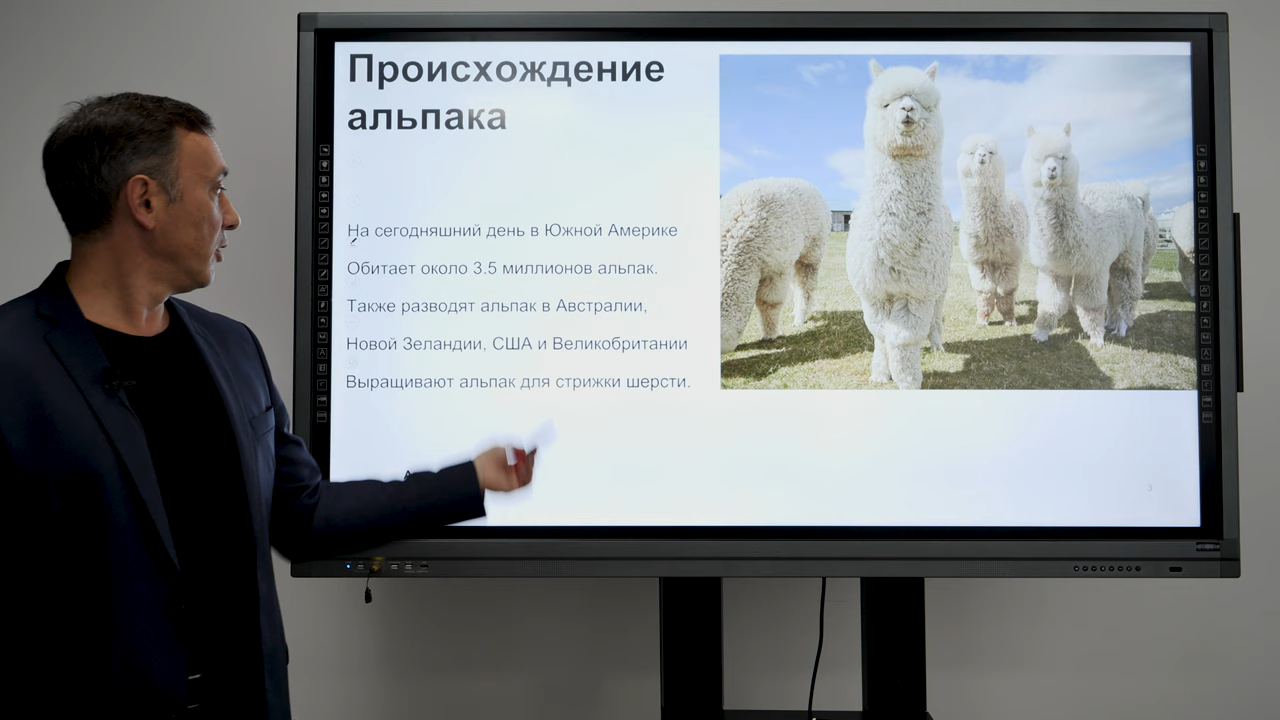 Происхождение
альпака
На сегодняшний день в Южной Америке
Обитает около 3.5 миллионов альпак.
Также разводят альпак в Австралии,
Новой Зеландии, США и Великобритании
Выращивают альпак для стрижки шерсти.
3